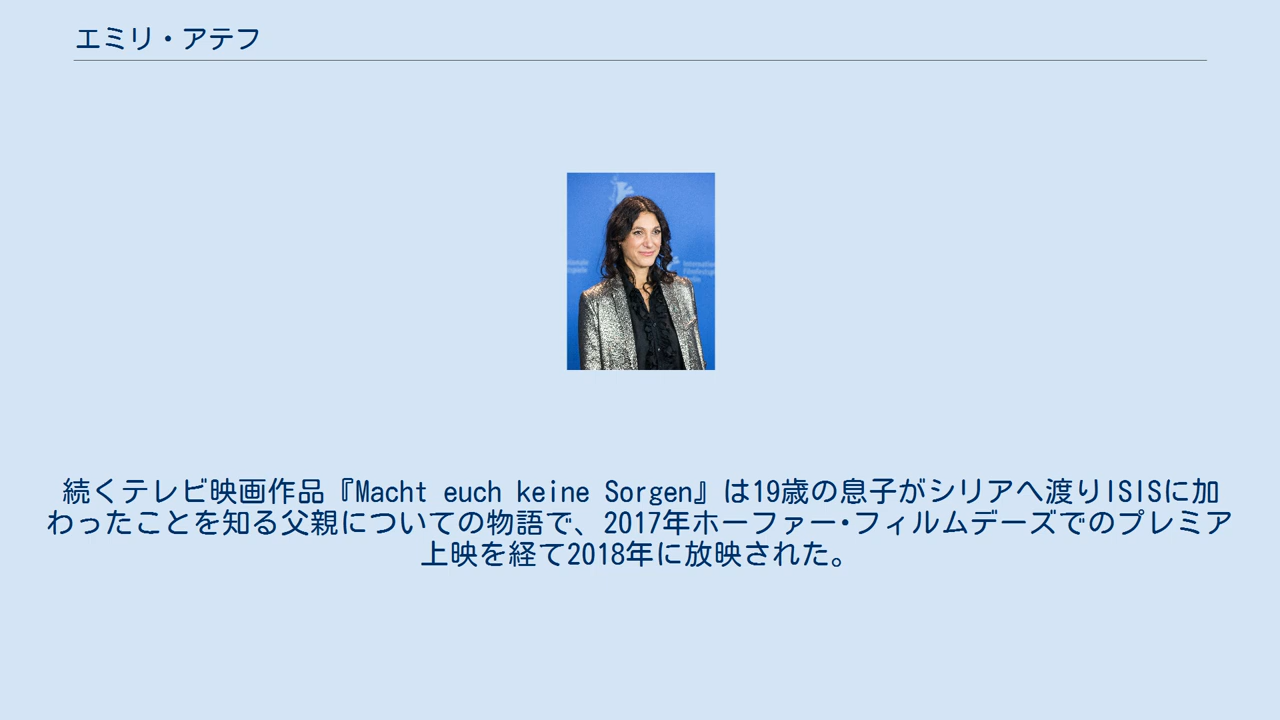 エミリ・アテフ
続くテレビ映画作品『Macht euch keine Sorgen』は19歳の息子がシリアへ渡りISISに加
わったことを知る父親についての物語で、2017年ホーファー・フィルムデーズでのプレミア
上映を経て2018年に放映された。